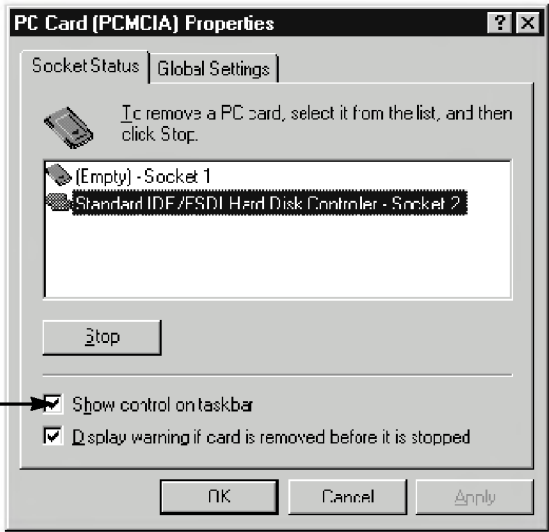 PC Card (PCMCIA) Properties
Socket Status
Global Settings
To remove a PC card, select it from the list, and then
click Stop.
(Empty) - Socket 1
Standard IDE/ESDI Hard Disk Controller - Socket 2
Stop
Show control on taskbar
Display warning if card is removed before it is stopped
OK
Cancel
Apply